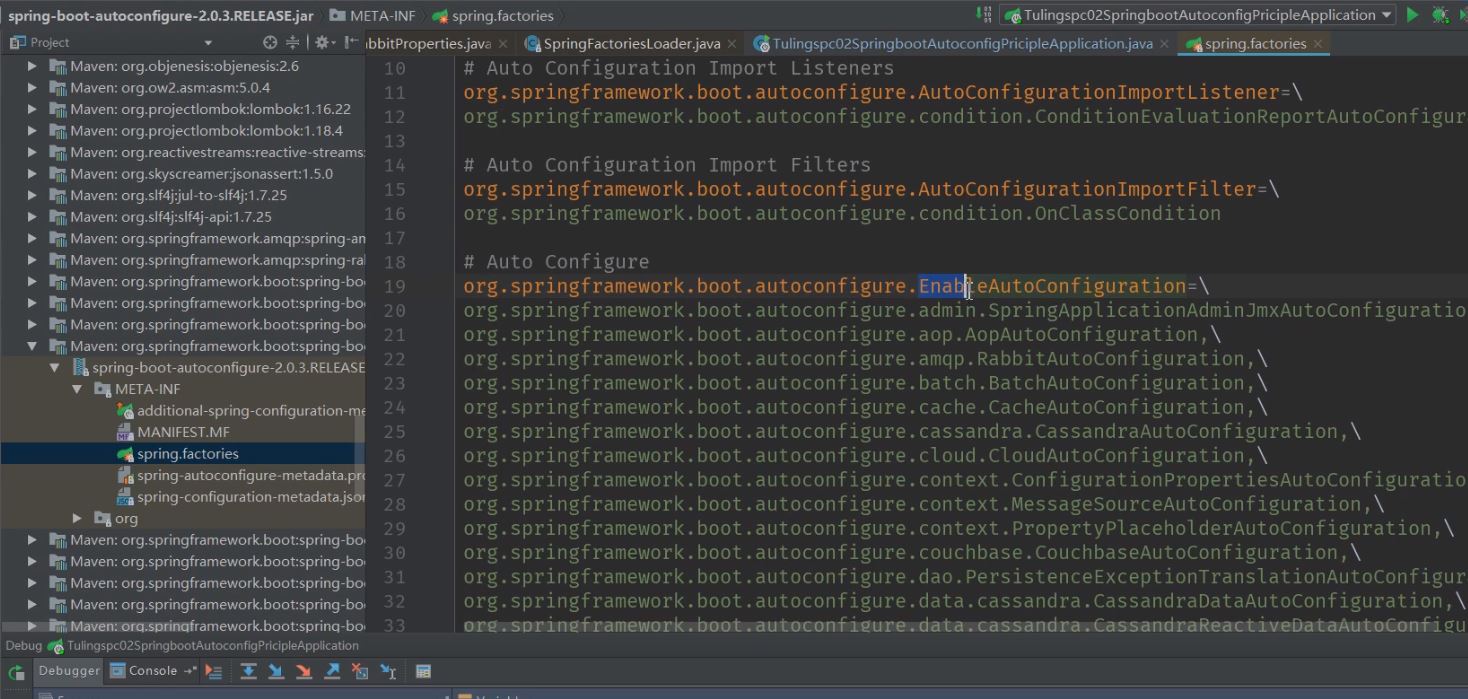 spring-boot-autoconfigure-2.0.3.RELEASE.jar META-INF spring.factories
Tulingspc02SpringbootAutoconfigPricipleApplication
Project
bbitProperties.java SpringFactoriesLoader.java Tulingspc02SpringbootAutoconfigPricipleApplication.java spring.factories
Maven: org.objenesis:objenesis:2.6
Maven: org.ow2.asm:asm:5.0.4
Maven: org.projectlombok:lombok:1.16.22
Maven: org.projectlombok:lombok:1.18.4
Maven: org.reactivestreams:reactive-streams:
Maven: org.skyscreamer:jsonassert:1.5.0
Maven: org.slf4j:jul-to-slf4j:1.7.25
Maven: org.slf4j:slf4j-api:1.7.25
Maven: org.springframework.amqp:spring-am
Maven: org.springframework.amqp:spring-ra
Maven: org.springframework.boot:spring-bo
Maven: org.springframework.boot:spring-bo
Maven: org.springframework.boot:spring-bo
Maven: org.springframework.boot:spring-bo
spring-boot-autoconfigure-2.0.3.RELEASE
META-INF
additional-spring-configuration-me
MANIFEST.MF
spring.factories
spring-autoconfigure-metadata.pro
spring-configuration-metadata.json
org
Maven: org.springframework.boot:spring-bo
Maven: org.springframework.boot:spring-bo
Maven: org.springframework.boot:spring-bo
Maven: org.springframework.boot:spring-bo
Maven: org.springframework.boot:spring-bo
10 # Auto Configuration Import Listeners
11 org.springframework.boot.autoconfigure.AutoConfigurationImportListener=\
12 org.springframework.boot.autoconfigure.condition.ConditionEvaluationReportAutoConfigur
13
14 # Auto Configuration Import Filters
15 org.springframework.boot.autoconfigure.AutoConfigurationImportFilter=\
16 org.springframework.boot.autoconfigure.condition.OnClassCondition
17
18 # Auto Configure
19 org.springframework.boot.autoconfigure.EnableAutoConfiguration=\
20 org.springframework.boot.autoconfigure.admin.SpringApplicationAdminJmxAutoConfiguratio
21 org.springframework.boot.autoconfigure.aop.AopAutoConfiguration,\
22 org.springframework.boot.autoconfigure.amqp.RabbitAutoConfiguration,\
23 org.springframework.boot.autoconfigure.batch.BatchAutoConfiguration,\
24 org.springframework.boot.autoconfigure.cache.CacheAutoConfiguration,\
25 org.springframework.boot.autoconfigure.cassandra.CassandraAutoConfiguration,\
26 org.springframework.boot.autoconfigure.cloud.CloudAutoConfiguration,\
27 org.springframework.boot.autoconfigure.context.ConfigurationPropertiesAutoConfiguratio
28 org.springframework.boot.autoconfigure.context.MessageSourceAutoConfiguration,\
29 org.springframework.boot.autoconfigure.context.PropertyPlaceholderAutoConfiguration,\
30 org.springframework.boot.autoconfigure.couchbase.CouchbaseAutoConfiguration,\
31 org.springframework.boot.autoconfigure.dao.PersistenceExceptionTranslationAutoConfigur
32 org.springframework.boot.autoconfigure.data.cassandra.CassandraDataAutoConfiguration,\
33 org.springframework.boot.autoconfigure.data.cassandra.CassandraReactiveDataAutoConfigu
Debug Tulingspc02SpringbootAutoconfigPricipleApplication
Debugger Console